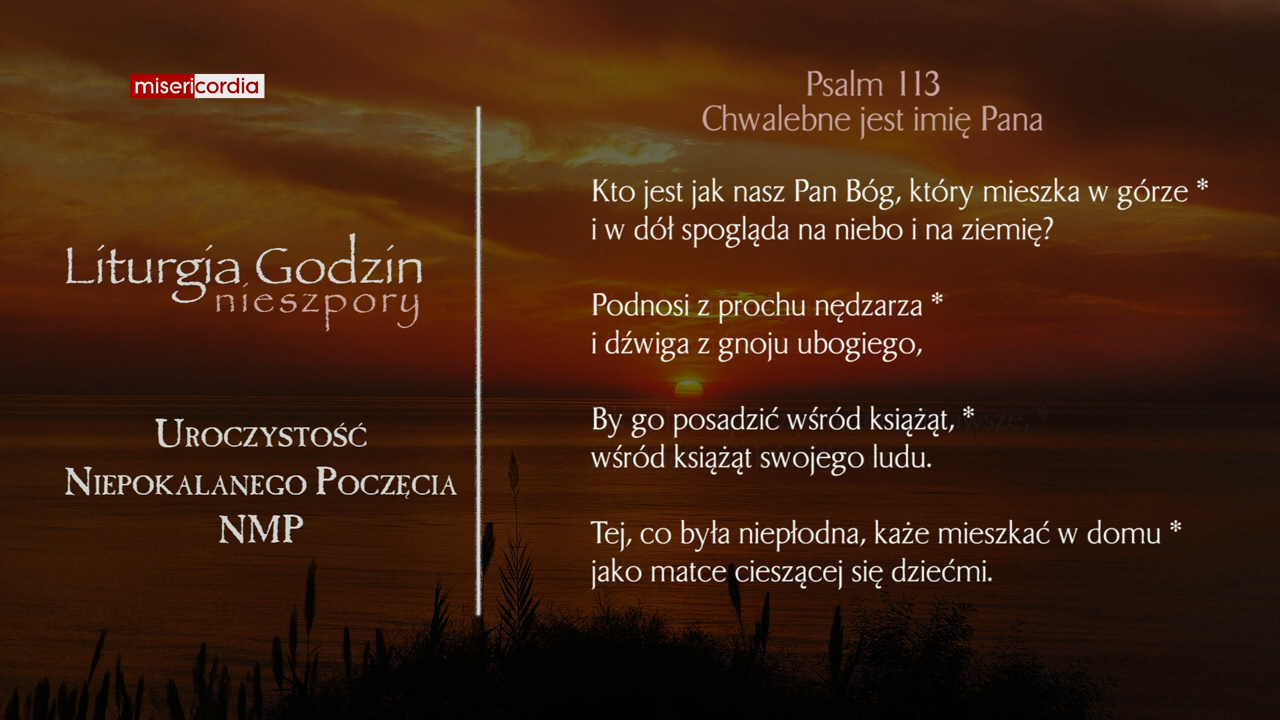 misericordia
Liturgia Godzin
nieszpory
Uroczystość
Niepokalanego Poczęcia
NMP
Psalm 113
Chwalebne jest imię Pana
Kto jest jak nasz Pan Bóg, który mieszka w górze *
i w dół spogląda na niebo i na ziemię?
Podnosi z prochu nędzarza *
i dźwiga z gnoju ubogiego,
By go posadzić wśród książąt, *
wśród książąt swojego ludu.
Tej, co była niepłodna, każe mieszkać w domu *
jako matce cieszącej się dziećmi.